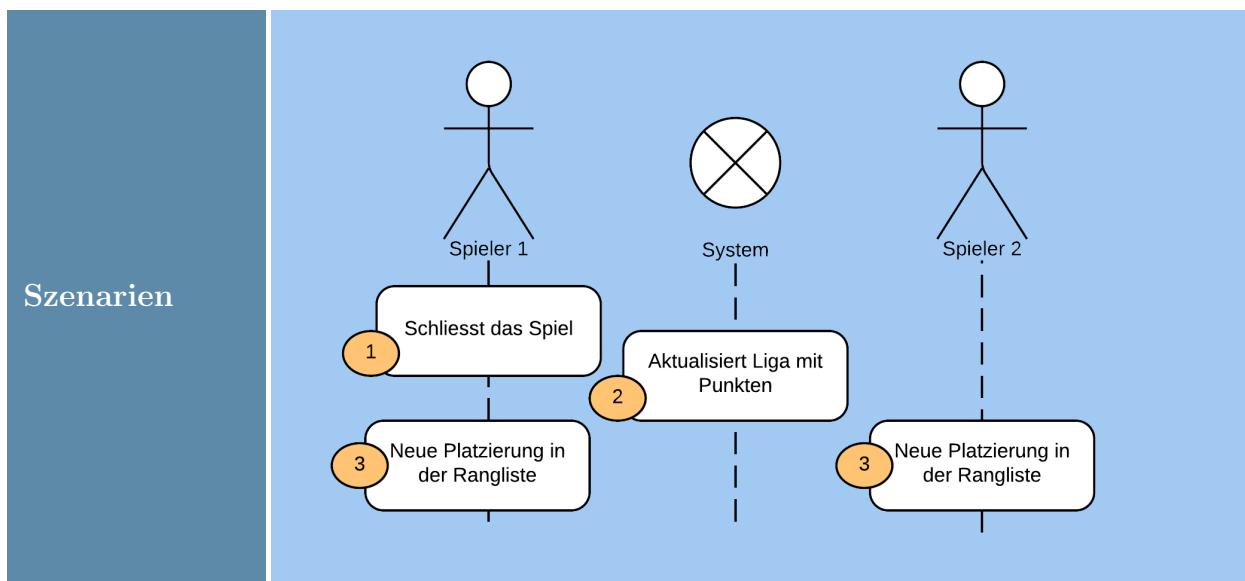 Szenarien
Spieler 1
System
Spieler 2
Schliesst das Spiel
1
Aktualisiert Liga mit
Punkten
2
Neue Platzierung in
der Rangliste
3
Neue Platzierung in
der Rangliste
3